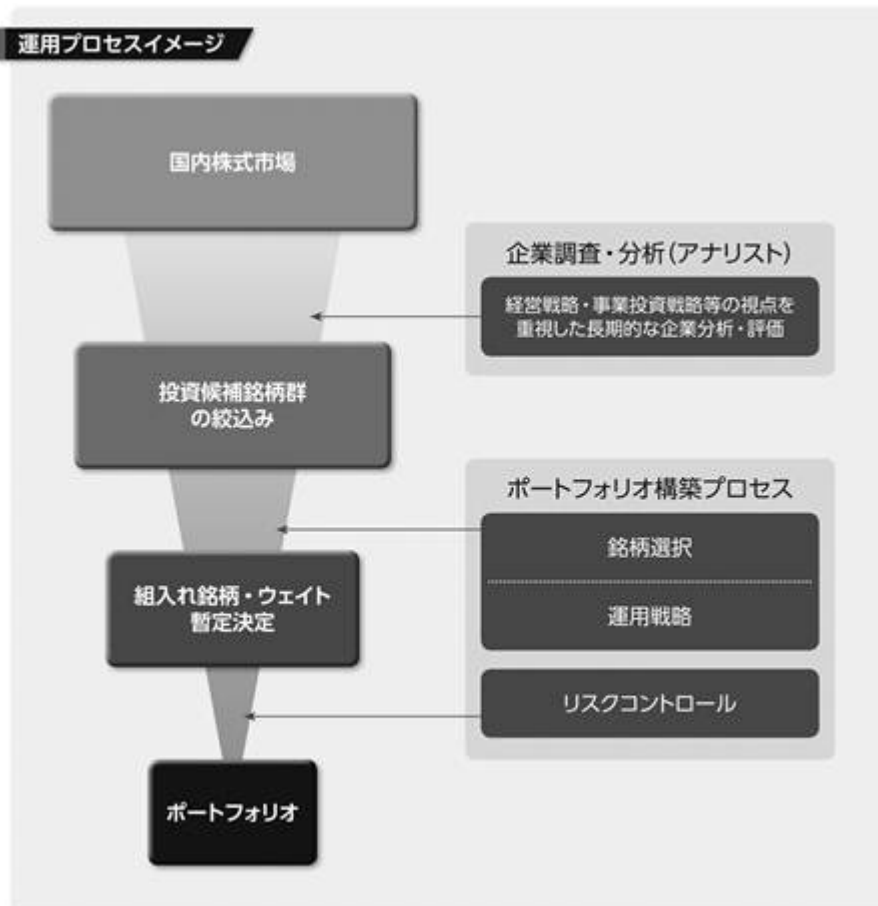 運用プロセスイメージ
国内株式市場
企業調査・分析(アナリスト)
経営戦略・事業投資戦略等の視点を
重視した長期的な企業分析・評価
投資候補銘柄群
の絞込み
ポートフォリオ構築プロセス
銘柄選択
運用戦略
組入れ銘柄・ウェイト
暫定決定
リスクコントロール
ポートフォリオ